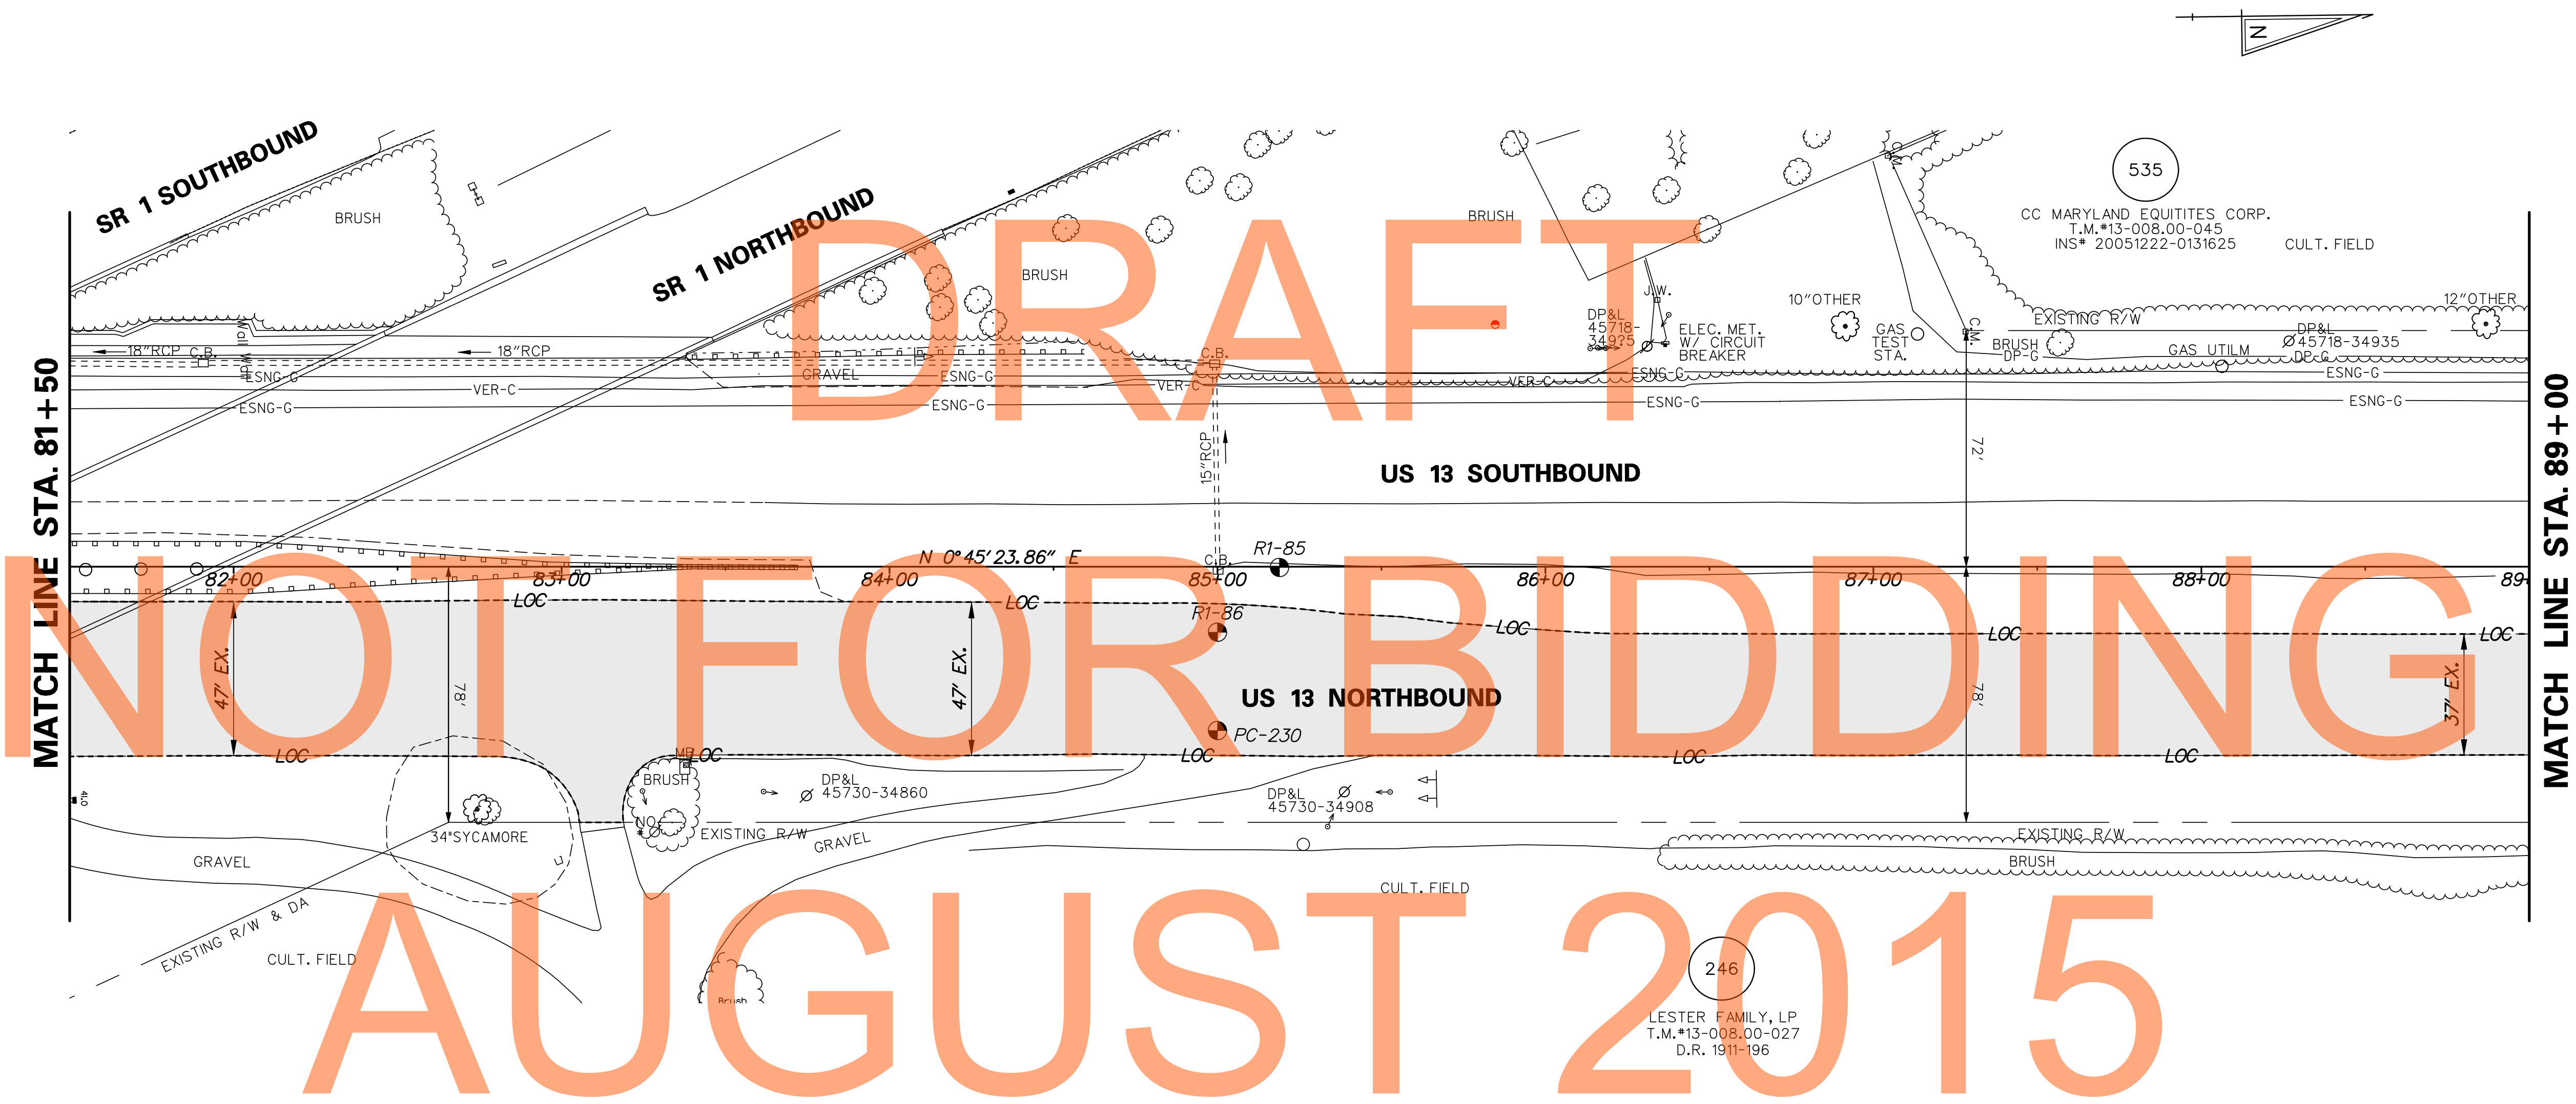 N
SR 1 SOUTHBOUND
BRUSH
SR 1 NORTHBOUND
BRUSH
BRUSH
C.M.
535
CC MARYLAND EQUITITES CORP.
T.M.#13-008.00-045
INS# 20051222-0131625
CULT. FIELD
DRAFT
J.W.
DP&L
45718-
34925
ELEC. MET.
W/ CIRCUIT
BREAKER
10"OTHER
GAS
TEST
STA.
C.M.
EXISTING R/W
12"OTHER
BRUSH
DP-G
GAS UTILM
DP&L
45718-34935
DP-G
18"RCP
C.B.
Wall
Wall
18"RCP
C.B.
ESNG-G
GRAVEL
ESNG-G
ESNG-G
ESNG-G
VER-C
VER-C
VER-C
ESNG-G
ESNG-G
ESNG-G
ESNG-G
15"RCP
72'
US 13 SOUTHBOUND
MATCH LINE STA. 81+50
MATCH LINE STA. 89+00
N 0°45'23.86" E
C.B.
R1-85
82+00
83+00
84+00
85+00
86+00
87+00
88+00
89
LOC
LOC
R1-86
LOC
LOC
LOC
NOT FOR BIDDING
47' EX.
78'
47' EX.
US 13 NORTHBOUND
78'
37' EX.
PC-230
LOC
MB
LOC
LOC
LOC
LOC
BRUSH
DP&L
45730-34860
DP&L
45730-34908
34"SYCAMORE
NO
#
EXISTING R/W
GRAVEL
EXISTING R/W
GRAVEL
BRUSH
CULT. FIELD
EXISTING R/W & DA
CULT. FIELD
AUGUST 2015
Brush
246
LESTER FAMILY, LP
T.M.#13-008.00-027
D.R. 1911-196